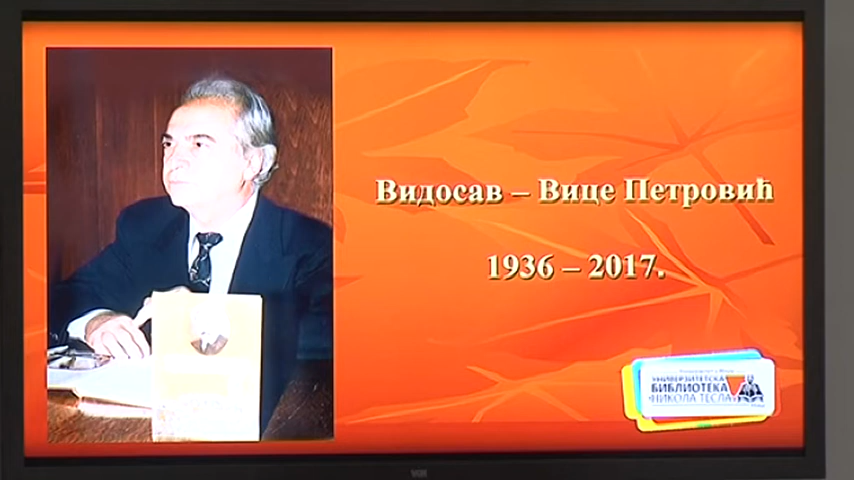 Видосав – Вице Петровић
1936 – 2017.
УНИВЕРЗИТЕТСКА
БИБЛИОТЕКА
НИКОЛА ТЕСЛА